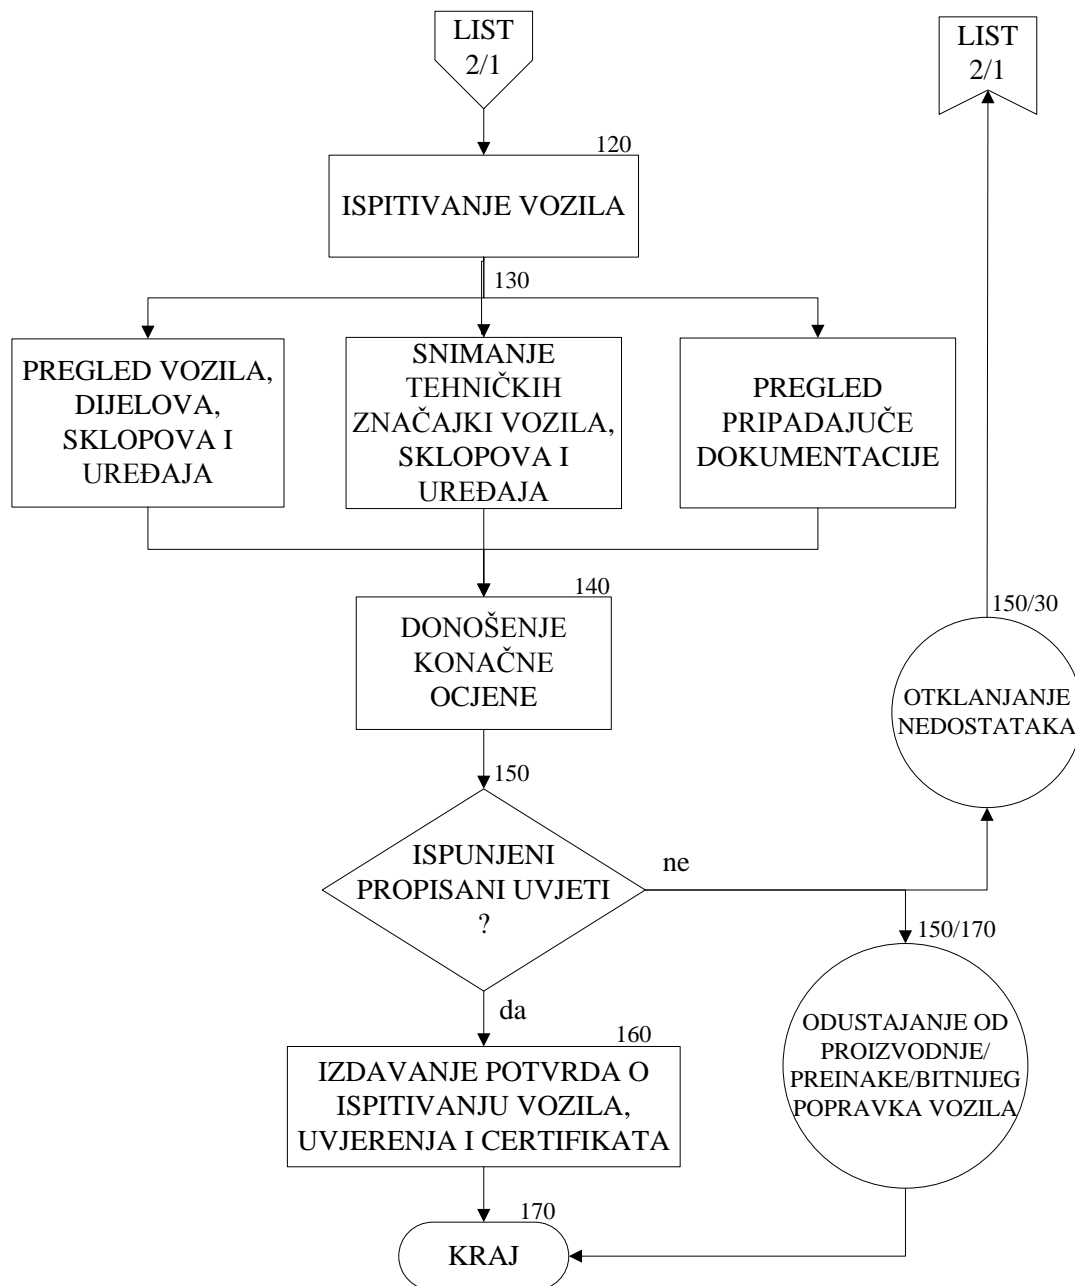 LIST
2/1
LIST
2/1
120
ISPITIVANJE VOZILA
130
PREGLED VOZILA,
DIJELOVA,
SKLOPOVA I
UREĐAJA
SNIMANJE
TEHNIČKIH
ZNAČAJKI VOZILA,
SKLOPOVA I
UREĐAJA
PREGLED
PRIPADAJUČE
DOKUMENTACIJE
140
DONOŠENJE
KONAČNE
OCJENE
150/30
OTKLANJANJE
NEDOSTATAKA
150
ISPUNJENI
PROPISANI UVJETI
?
ne
da
150/170
ODUSTAJANJE OD
PROIZVODNJE/
PREINAKE/BITNIJEG
POPRAVKA VOZILA
160
IZDAVANJE POTVRDA O
ISPITIVANJU VOZILA,
UVJERENJA I CERTIFIKATA
170
KRAJ